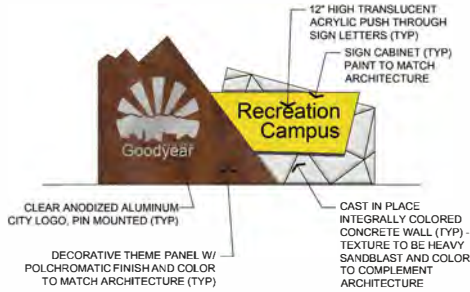 12" HIGH TRANSLUCENT
ACRYLIC PUSH THROUGH
SIGN LETTERS (TYP)
SIGN CABINET (TYP)
PAINT TO MATCH
ARCHITECTURE
Recreation
Campus
Goodyear
CLEAR ANODIZED ALUMINUM
CITY LOGO, PIN MOUNTED (TYP)
DECORATIVE THEME PANEL W/
POLCHROMATIC FINISH AND COLOR
TO MATCH ARCHITECTURE (TYP)
CAST IN PLACE
INTEGRALLY COLORED
CONCRETE WALL (TYP) -
TEXTURE TO BE HEAVY
SANDBLAST AND COLOR
TO COMPLEMENT
ARCHITECTURE